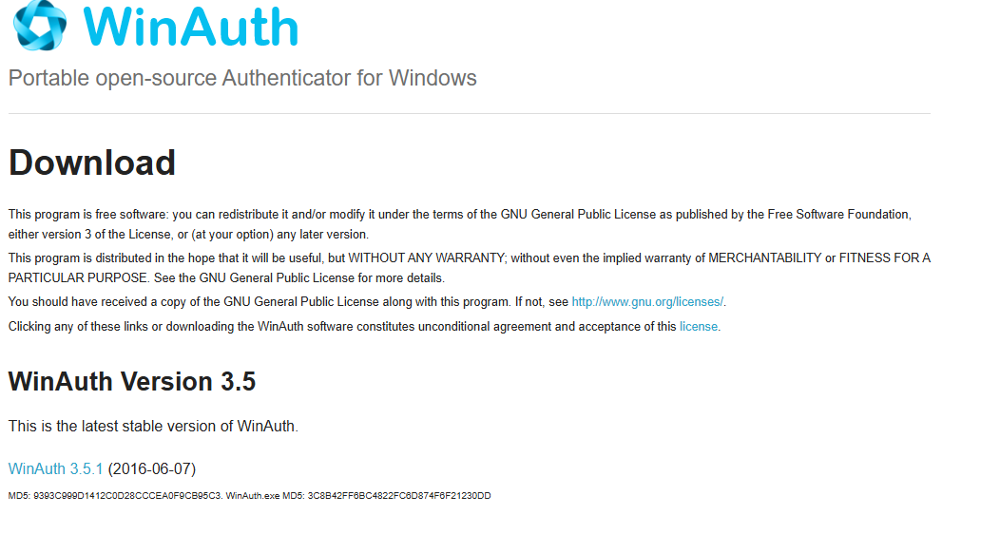 WinAuth
Portable open-source Authenticator for Windows
Download
This program is free software: you can redistribute it and/or modify it under the terms of the GNU General Public License as published by the Free Software Foundation,
either version 3 of the License, or (at your option) any later version.
This program is distributed in the hope that it will be useful, but WITHOUT ANY WARRANTY; without even the implied warranty of MERCHANTABILITY or FITNESS FOR A
PARTICULAR PURPOSE. See the GNU General Public License for more details.
You should have received a copy of the GNU General Public License along with this program. If not, see http://www.gnu.org/licenses/.
Clicking any of these links or downloading the WinAuth software constitutes unconditional agreement and acceptance of this license.
WinAuth Version 3.5
This is the latest stable version of WinAuth.
WinAuth 3.5.1 (2016-06-07)
MD5: 9393C999D1412C0D28CCCEA0F9CB95C3. WinAuth.exe MD5: 3C8B42FF6BC4822FC6D874F6F21230DD